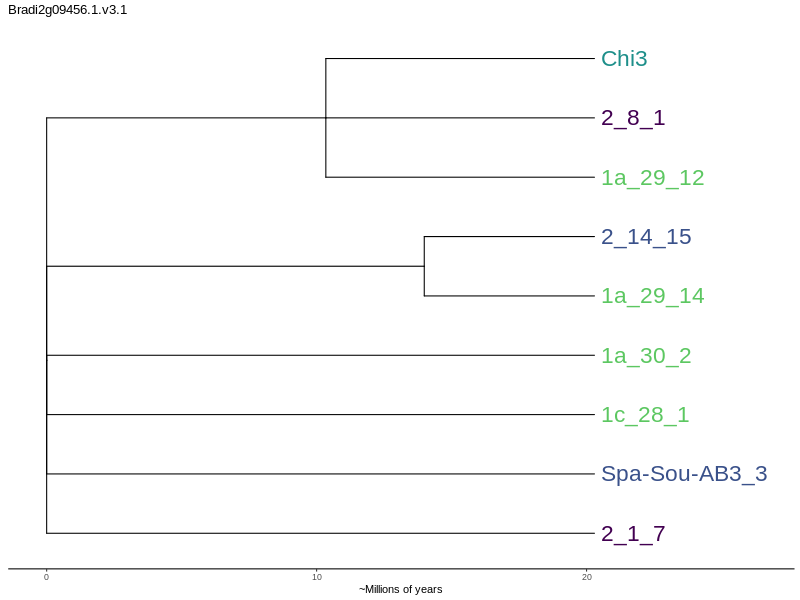 Bradi2g09456.1.v3.1
Chi3
2_8_1
1a_29_12
2_14_15
1a_29_14
1a_30_2
1c_28_1
Spa-Sou-AB3_3
2_1_7
0 10 20
~Millions of years